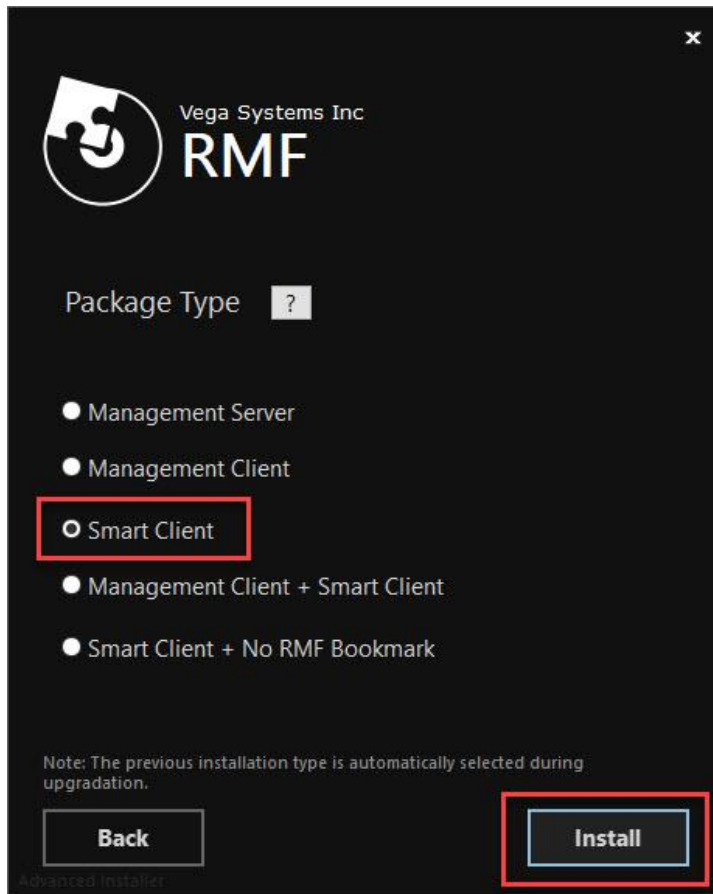 x
Vega Systems Inc
RMF
Package Type ?
Management Server
Management Client
Smart Client
Management Client + Smart Client
Smart Client + No RMF Bookmark
Note: The previous installation type is automatically selected during
upgradation.
Back Install
Advanced Installer